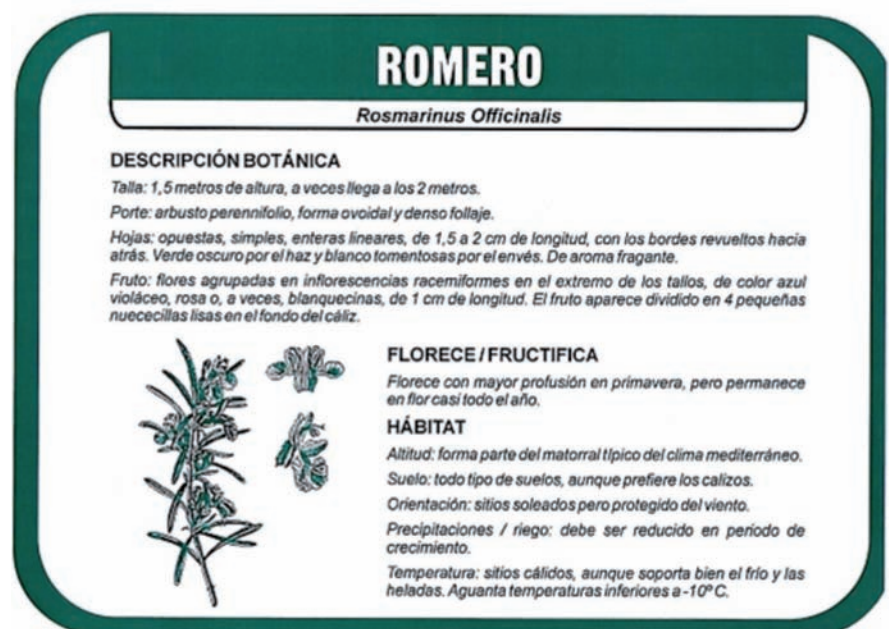 ROMERO
Rosmarinus Officinalis
DESCRIPCIÓN BOTÁNICA
Talla: 1,5 metros de altura, a veces llega a los 2 metros.
Porte: arbusto perennifolio, forma ovoidal y denso follaje.
Hojas: opuestas, simples, enteras lineares, de 1,5 a 2 cm de longitud, con los bordes revueltos hacia
atrás. Verde oscuro por el haz y blanco tomentosas por el envés. De aroma fragante.
Fruto: flores agrupadas en inflorescencias racemiformes en el extremo de los tallos, de color azul
violáceo, rosa o, a veces, blanquecinas, de 1 cm de longitud. El fruto aparece dividido en 4 pequeñas
nuececillas lisas en el fondo del cáliz.
FLORECE / FRUCTIFICA
Florece con mayor profusión en primavera, pero permanece
en flor casi todo el año.
HÁBITAT
Altitud: forma parte del matorral típico del clima mediterráneo.
Suelo: todo tipo de suelos, aunque prefiere los calizos.
Orientación: sitios soleados pero protegido del viento.
Precipitaciones / riego: debe ser reducido en periodo de
crecimiento.
Temperatura: sitios cálidos, aunque soporta bien el frío y las
heladas. Aguanta temperaturas inferiores a -10º C.